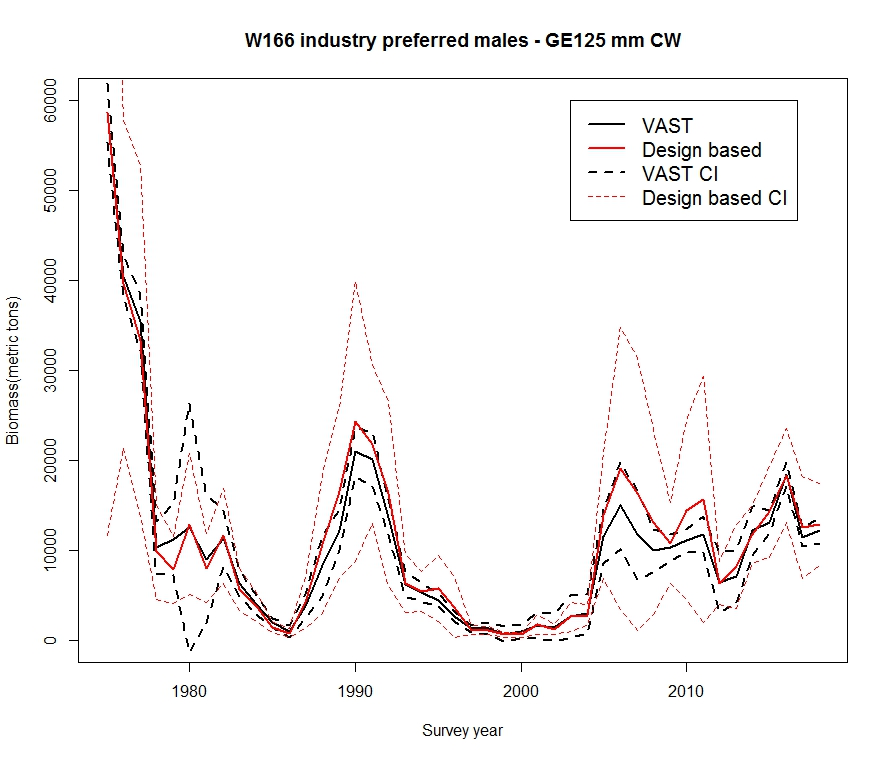 W166 industry preferred males - GE125 mm CW
VAST
Design based
VAST CI
Design based CI
Biomass(metric tons)
60000
50000
40000
30000
20000
10000
0
1980 1990 2000 2010
Survey year